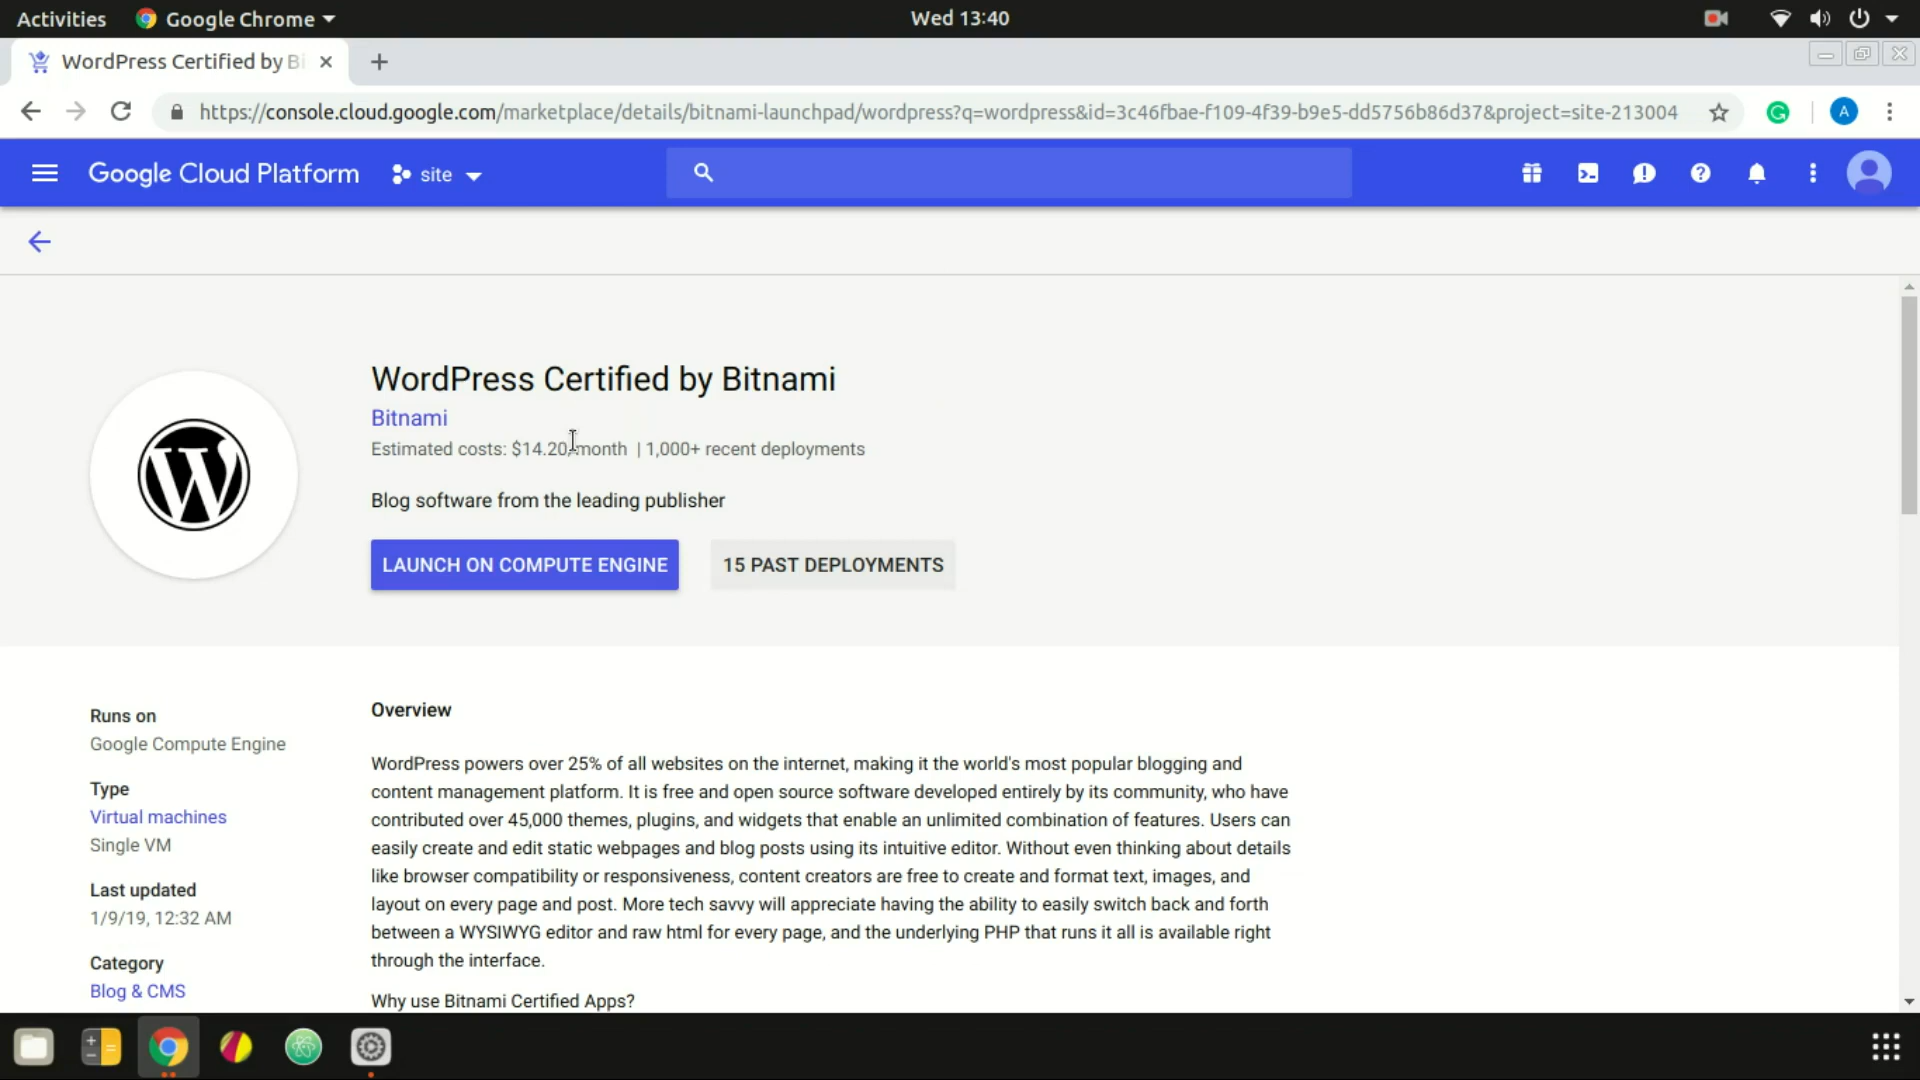 Activities
Google Chrome
Wed 13:40
WordPress Certified by Bi
https://console.cloud.google.com/marketplace/details/bitnami-launchpad/wordpress?q=wordpress&id=3c46fbae-f109-4f39-b9e5-dd5756b86d37&project=site-213004
A
Google Cloud Platform
site
WordPress Certified by Bitnami
Bitnami
Estimated costs: $14.20/month | 1,000+ recent deployments
Blog software from the leading publisher
LAUNCH ON COMPUTE ENGINE
15 PAST DEPLOYMENTS
Runs on
Google Compute Engine
Type
Virtual machines
Single VM
Last updated
1/9/19, 12:32 AM
Category
Blog & CMS
Overview
WordPress powers over 25% of all websites on the internet, making it the world's most popular blogging and
content management platform. It is free and open source software developed entirely by its community, who have
contributed over 45,000 themes, plugins, and widgets that enable an unlimited combination of features. Users can
easily create and edit static webpages and blog posts using its intuitive editor. Without even thinking about details
like browser compatibility or responsiveness, content creators are free to create and format text, images, and
layout on every page and post. More tech savvy will appreciate having the ability to easily switch back and forth
between a WYSIWYG editor and raw html for every page, and the underlying PHP that runs it all is available right
through the interface.
Why use Bitnami Certified Apps?